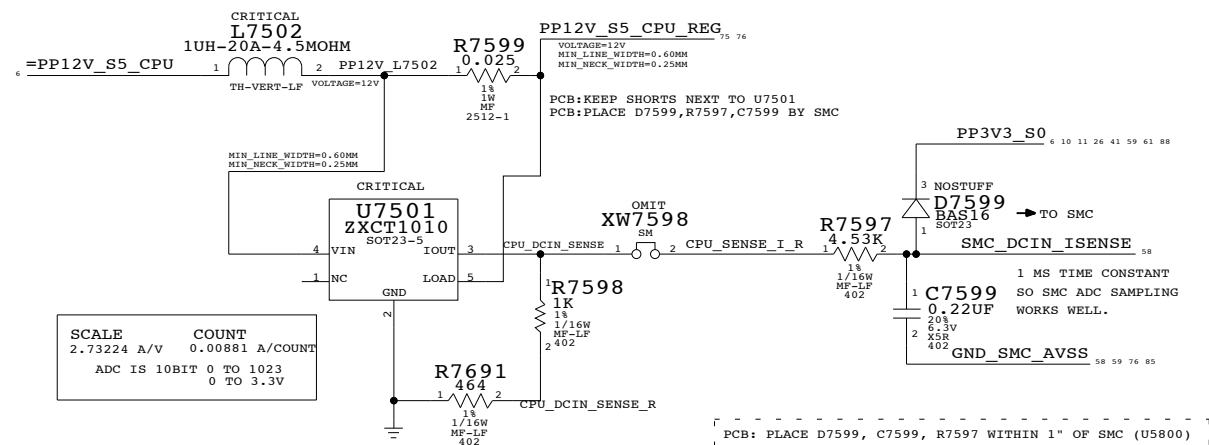 CRITICAL
L7502
1UH-20A-4.5MOHM
=PP12V_S5_CPU
6
1
2
TH-VERT-LF
PP12V_L7502
VOLTAGE=12V
R7599
0.025
1
2
1%
1W
MF
2512-1
PP12V_S5_CPU_REG
75 76
VOLTAGE=12V
MIN_LINE_WIDTH=0.60MM
MIN_NECK_WIDTH=0.25MM
PCB:KEEP SHORTS NEXT TO U7501
PCB:PLACE D7599,R7597,C7599 BY SMC
MIN_LINE_WIDTH=0.60MM
MIN_NECK_WIDTH=0.25MM
CRITICAL
U7501
ZXCT1010
SOT23-5
4 VIN
IOUT 3
1 NC
LOAD 5
GND
2
CPU_DCIN_SENSE
OMIT
XW7598
SM
1
2
CPU_SENSE_I_R
R7597
4.53K
1
2
1%
1/16W
MF-LF
402
PP3V3_S0
6 10 11 26 41 59 61 88
3 NOSTUFF
D7599
BAS16
SOT23
1
TO SMC
SMC_DCIN_ISENSE
58
1 MS TIME CONSTANT
SO SMC ADC SAMPLING
WORKS WELL.
1
C7599
0.22UF
20%
6.3V
2
X5R
402
GND_SMC_AVSS
58 59 76 85
1
R7598
1K
1%
1/16W
MF-LF
2
402
R7691
464
1
2
1%
1/16W
MF-LF
402
CPU_DCIN_SENSE_R
SCALE COUNT
2.73224 A/V 0.00881 A/COUNT
ADC IS 10BIT 0 TO 1023
0 TO 3.3V
PCB: PLACE D7599, C7599, R7597 WITHIN 1" OF SMC (U5800)